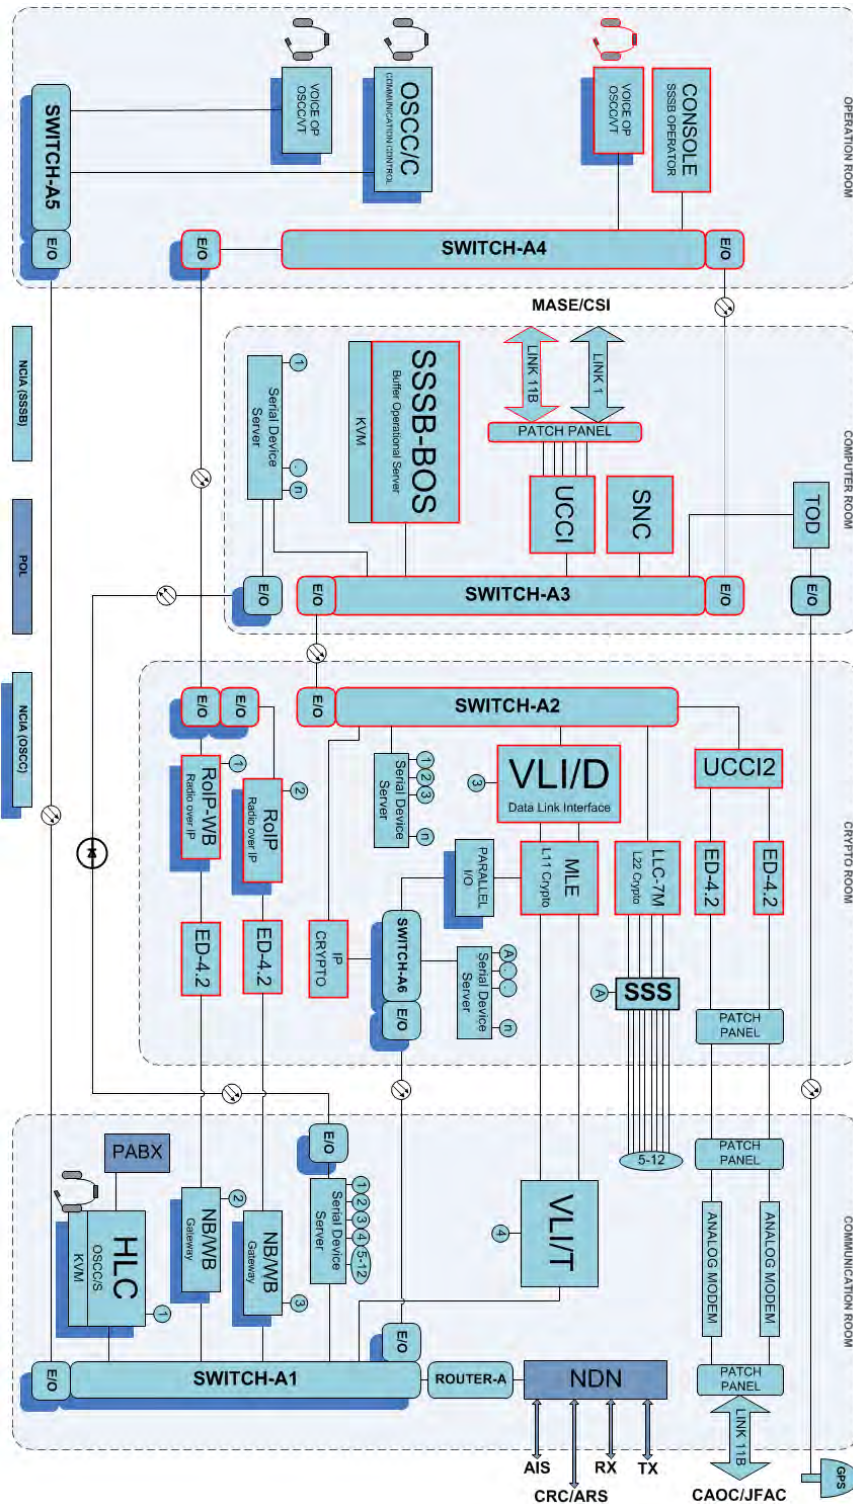 OPERATION ROOM
VOICE OP
OSCC/VT
OSCC/C
COMMUNICATION CONTROL
VOICE OP
OSCC/VT
CONSOLE
SSSB OPERATOR
SWITCH-A5
E/O
E/O
SWITCH-A4
E/O
MASE/CSI
NCIA (SSSB)
POL
NCIA (OSCC)
COMPUTER ROOM
1
.
n
Serial Device
Server
KVM
SSSB-BOS
Buffer Operational Server
LINK 11B
LINK 1
PATCH PANEL
UCCI
SNC
TOD
E/O
E/O
SWITCH-A3
E/O
E/O
CRYPTO ROOM
E/O
E/O
E/O
SWITCH-A2
RoIP-WB
Radio over IP
1
RoIP
Radio over IP
2
Serial Device
Server
1
2
3
n
3
VLI/D
Data Link Interface
UCCI2
PARALLEL
I/O
MLE
L11 Crypto
LLC-7M
L22 Crypto
ED-4.2
ED-4.2
ED-4.2
ED-4.2
IP
CRYPTO
SWITCH-A6
E/O
Serial Device
Server
A
.
.
n
A
SSS
PATCH
PANEL
COMMUNICATION ROOM
5-12
PATCH
PANEL
PABX
E/O
HLC
OSCC/S
KVM
1
NB/WB
Gateway
2
NB/WB
Gateway
3
Serial Device
Server
1
2
3
4
5-12
4
VLI/T
ANALOG MODEM
ANALOG MODEM
E/O
E/O
SWITCH-A1
ROUTER-A
NDN
PATCH
PANEL
LINK 11B
AIS
CRC/ARS
RX
TX
CAOC/JFAC
GPS